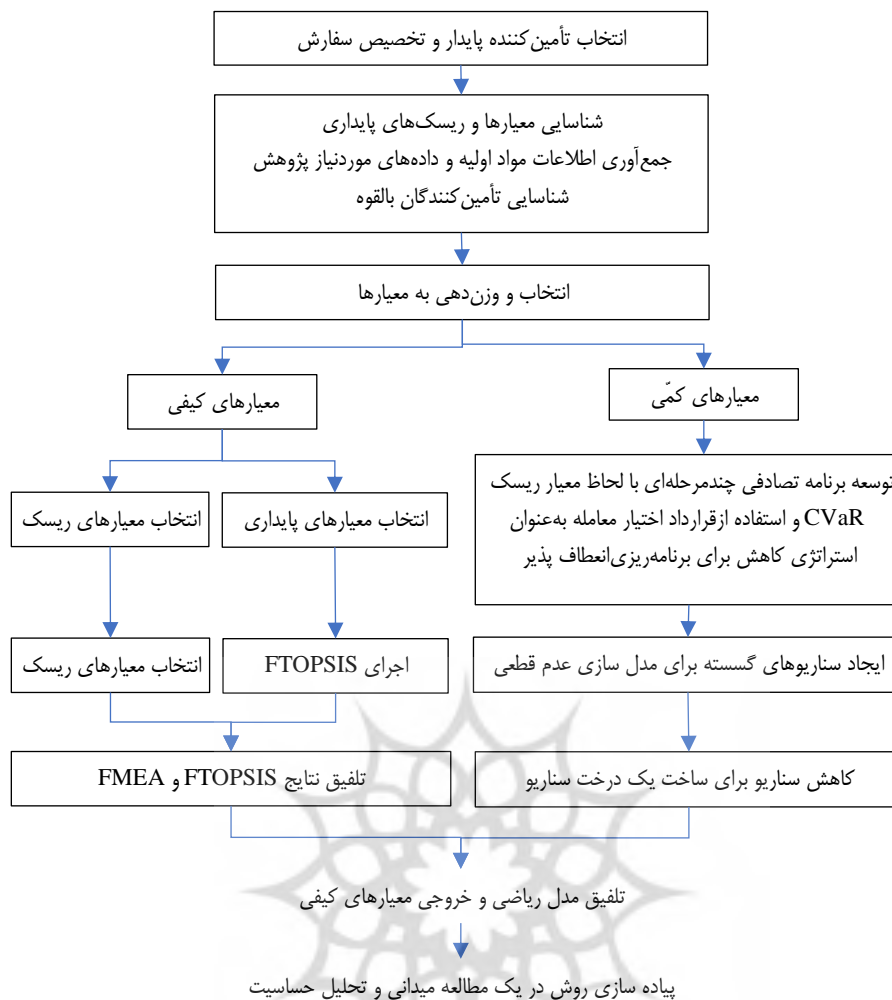 انتخاب تأمین‌کننده پایدار و تخصیص سفارش
شناسایی معیارها و ریسک‌های پایداری
جمع‌آوری اطلاعات مواد اولیه و داده‌های موردنیاز پژوهش
شناسایی تأمین‌کنندگان بالقوه
انتخاب و وزن‌دهی به معیارها
معیارهای کمّی
معیارهای کیفی
توسعه برنامه تصادفی چندمرحله‌ای با لحاظ معیار ریسک
CVaR و استفاده ازقرارداد اختیار معامله به‌عنوان
استراتژی کاهش برای برنامه‌ریزی‌انعطاف پذیر
انتخاب معیارهای پایداری
انتخاب معیارهای ریسک
ایجاد سناریوهای گسسته برای مدل سازی عدم قطعی
اجرای FTOPSIS
انتخاب معیارهای ریسک
کاهش سناریو برای ساخت یک درخت سناریو
تلفیق نتایج FTOPSIS و FMEA
تلفیق مدل ریاضی و خروجی معیارهای کیفی
پیاده سازی روش در یک مطالعه میدانی و تحلیل حساسیت